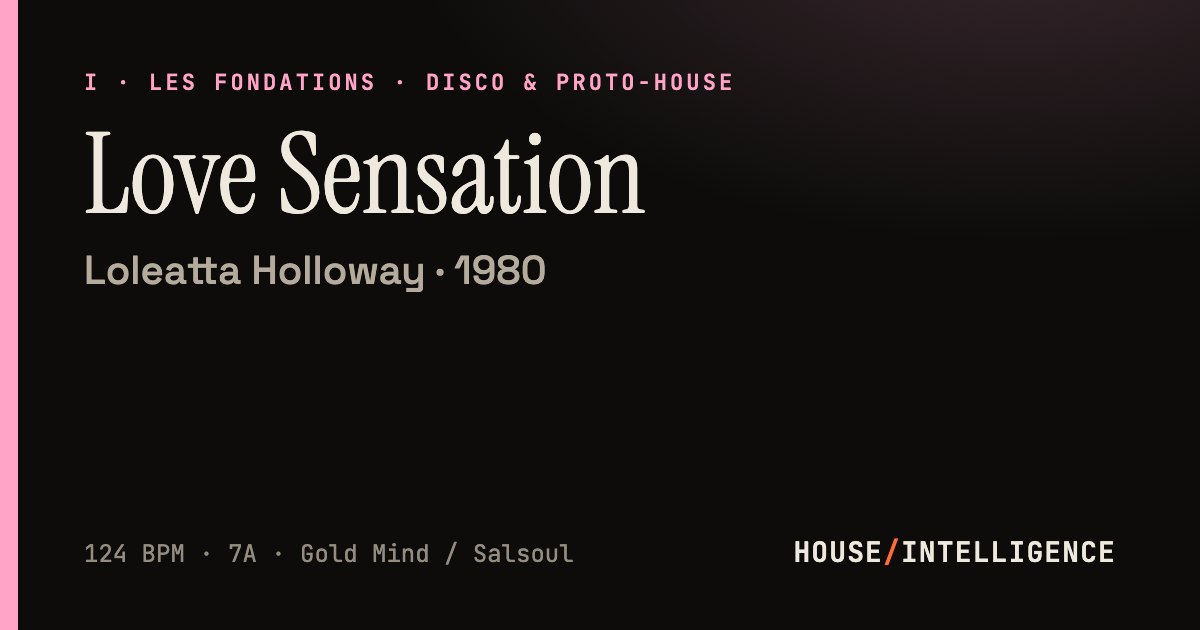 I · LES FONDATIONS · DISCO & PROTO-HOUSE
Love Sensation
Loleatta Holloway · 1980
124 BPM · 7A · Gold Mind / Salsoul
HOUSE/INTELLIGENCE